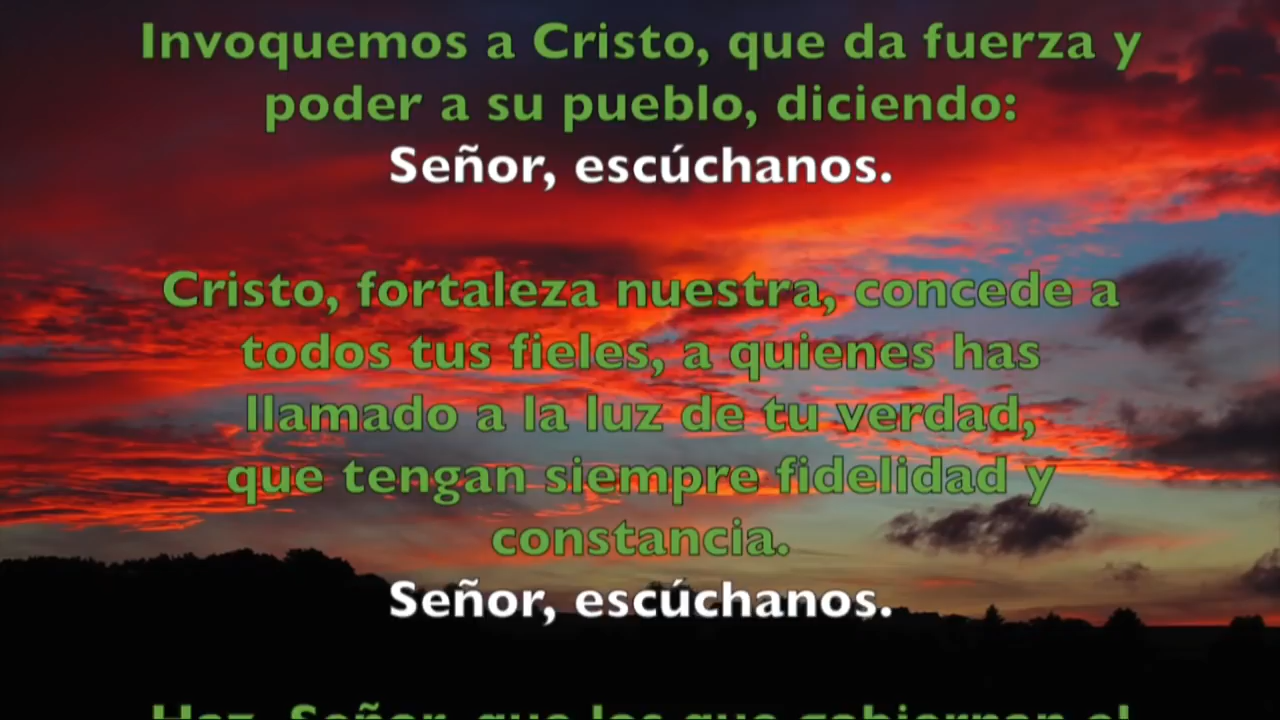 Invoquemos a Cristo, que da fuerza y
poder a su pueblo, diciendo:
Señor, escúchanos.
Cristo, fortaleza nuestra, concede a
todos tus fieles, a quienes has
llamado a la luz de tu verdad,
que tengan siempre fidelidad y
constancia.
Señor, escúchanos.
Haz, Señor, que los que gobiernan el